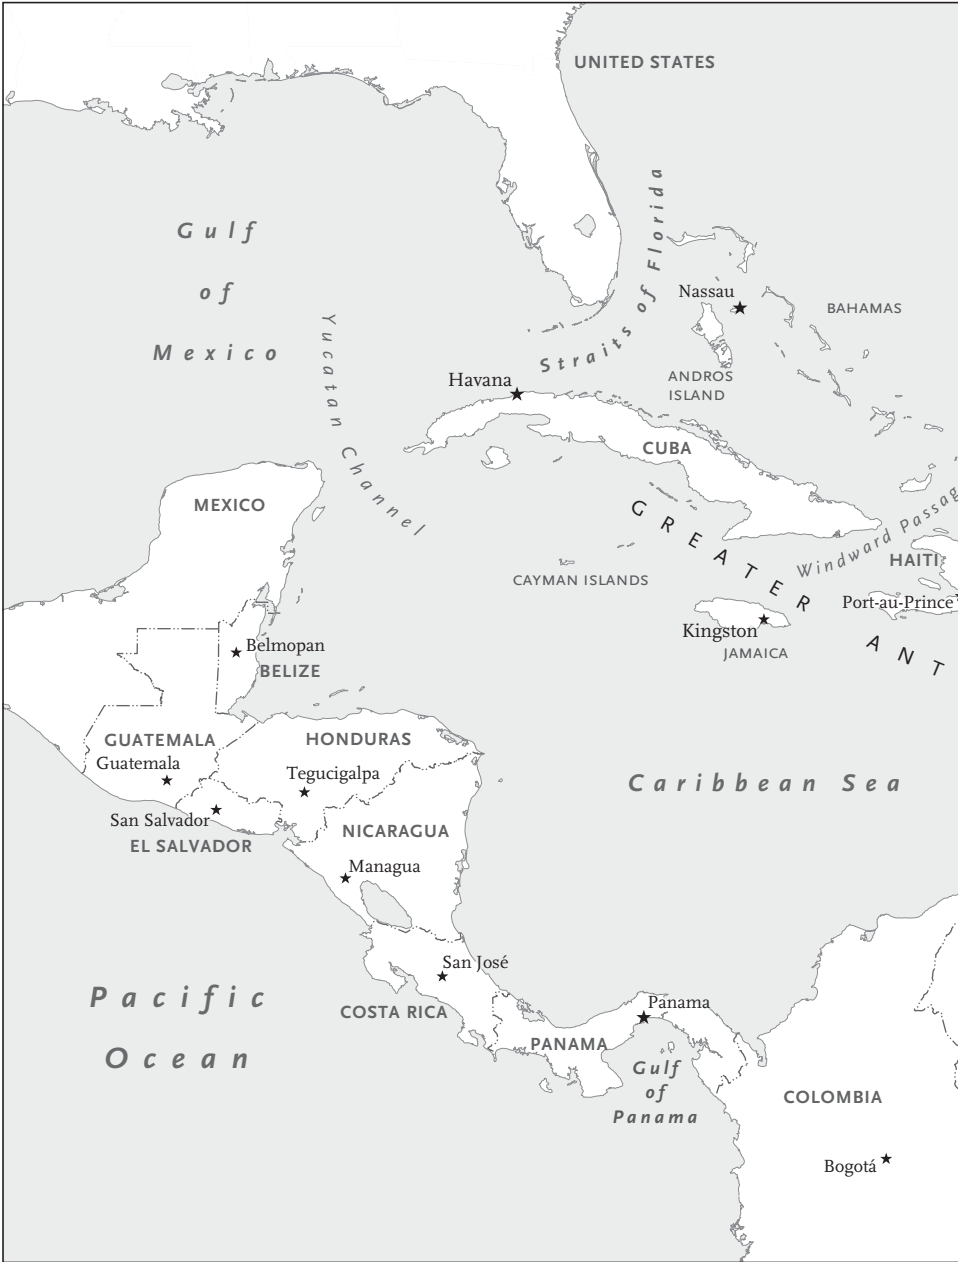 UNITED STATES
Gulf
of
Mexico
Straits of Florida
Nassau
BAHAMAS
Yucatan Channel
Havana
ANDROS
ISLAND
CUBA
MEXICO
GREATER ANT
Windward Passag
HAITI
CAYMAN ISLANDS
Port-au-Prince
Kingston
JAMAICA
Belmopan
BELIZE
GUATEMALA
Guatemala
HONDURAS
Tegucigalpa
Caribbean Sea
San Salvador
EL SALVADOR
NICARAGUA
Managua
San José
COSTA RICA
Pacific
Ocean
Panama
PANAMA
Gulf
of
Panama
COLOMBIA
Bogotá